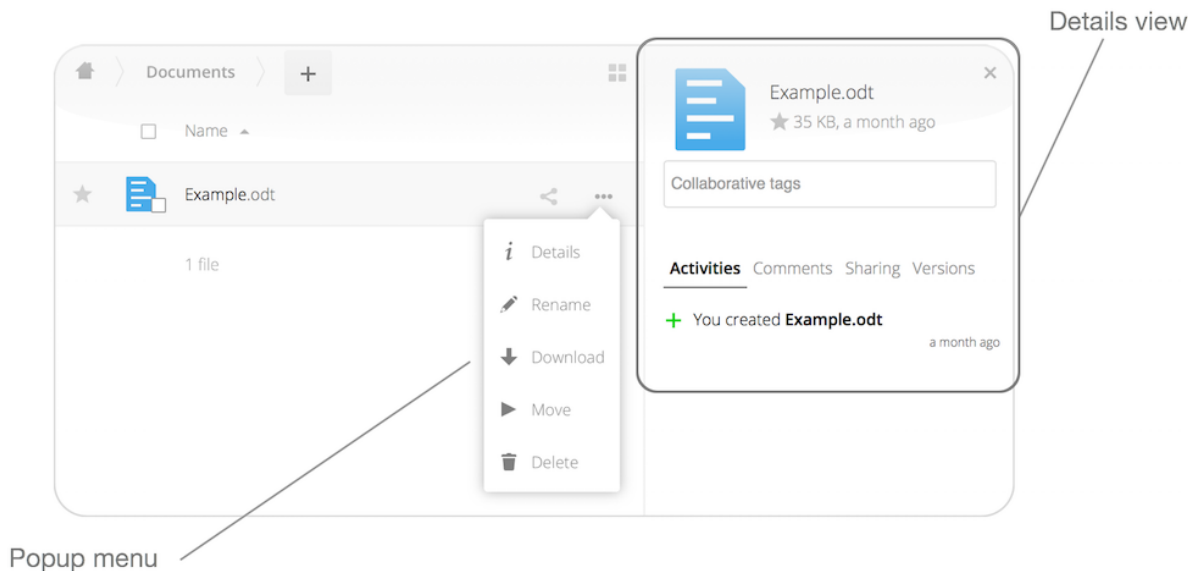 Details view
Documents
+
Example.odt
35 KB, a month ago
Name
Collaborative tags
Example.odt
1 file
Details
Rename
Download
Move
Delete
Activities Comments Sharing Versions
+ You created Example.odt
a month ago
Popup menu